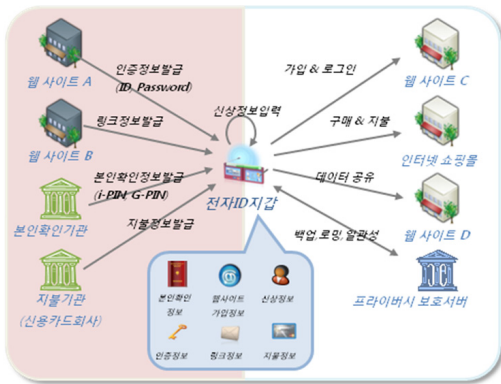 웹 사이트 A
인증정보발급
(ID, Password)
웹 사이트 B
링크정보발급
본인확인기관
본인확인정보발급
(i-PIN, G-PIN)
지불기관
(신용카드회사)
지불정보발급
신상정보입력
전자ID지갑
가입 & 로그인
웹 사이트 C
구매 & 지불
인터넷 쇼핑몰
데이터 공유
웹 사이트 D
백업,로밍,일관성
프라이버시 보호서버
본인확인
정보
웹사이트
가입정보
신상정보
인증정보
링크정보
지불정보